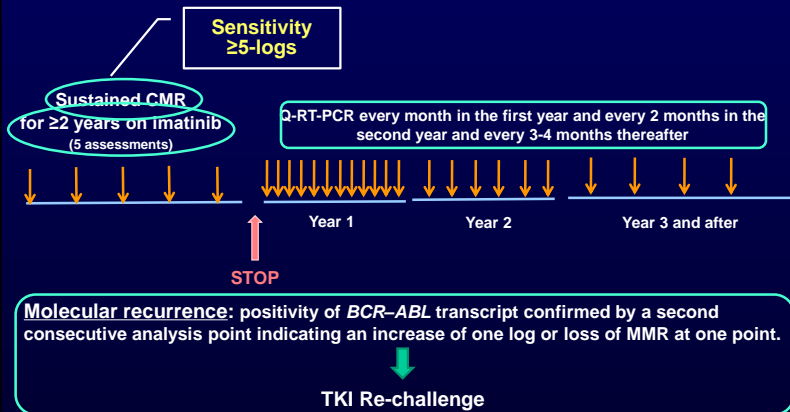 Sensitivity
≥5-logs
Sustained CMR
for ≥2 years on imatinib
(5 assessments)
Q-RT-PCR every month in the first year and every 2 months in the
second year and every 3-4 months thereafter
Year 1
Year 2
Year 3 and after
STOP
Molecular recurrence: positivity of BCR–ABL transcript confirmed by a second
consecutive analysis point indicating an increase of one log or loss of MMR at one point.
TKI Re-challenge